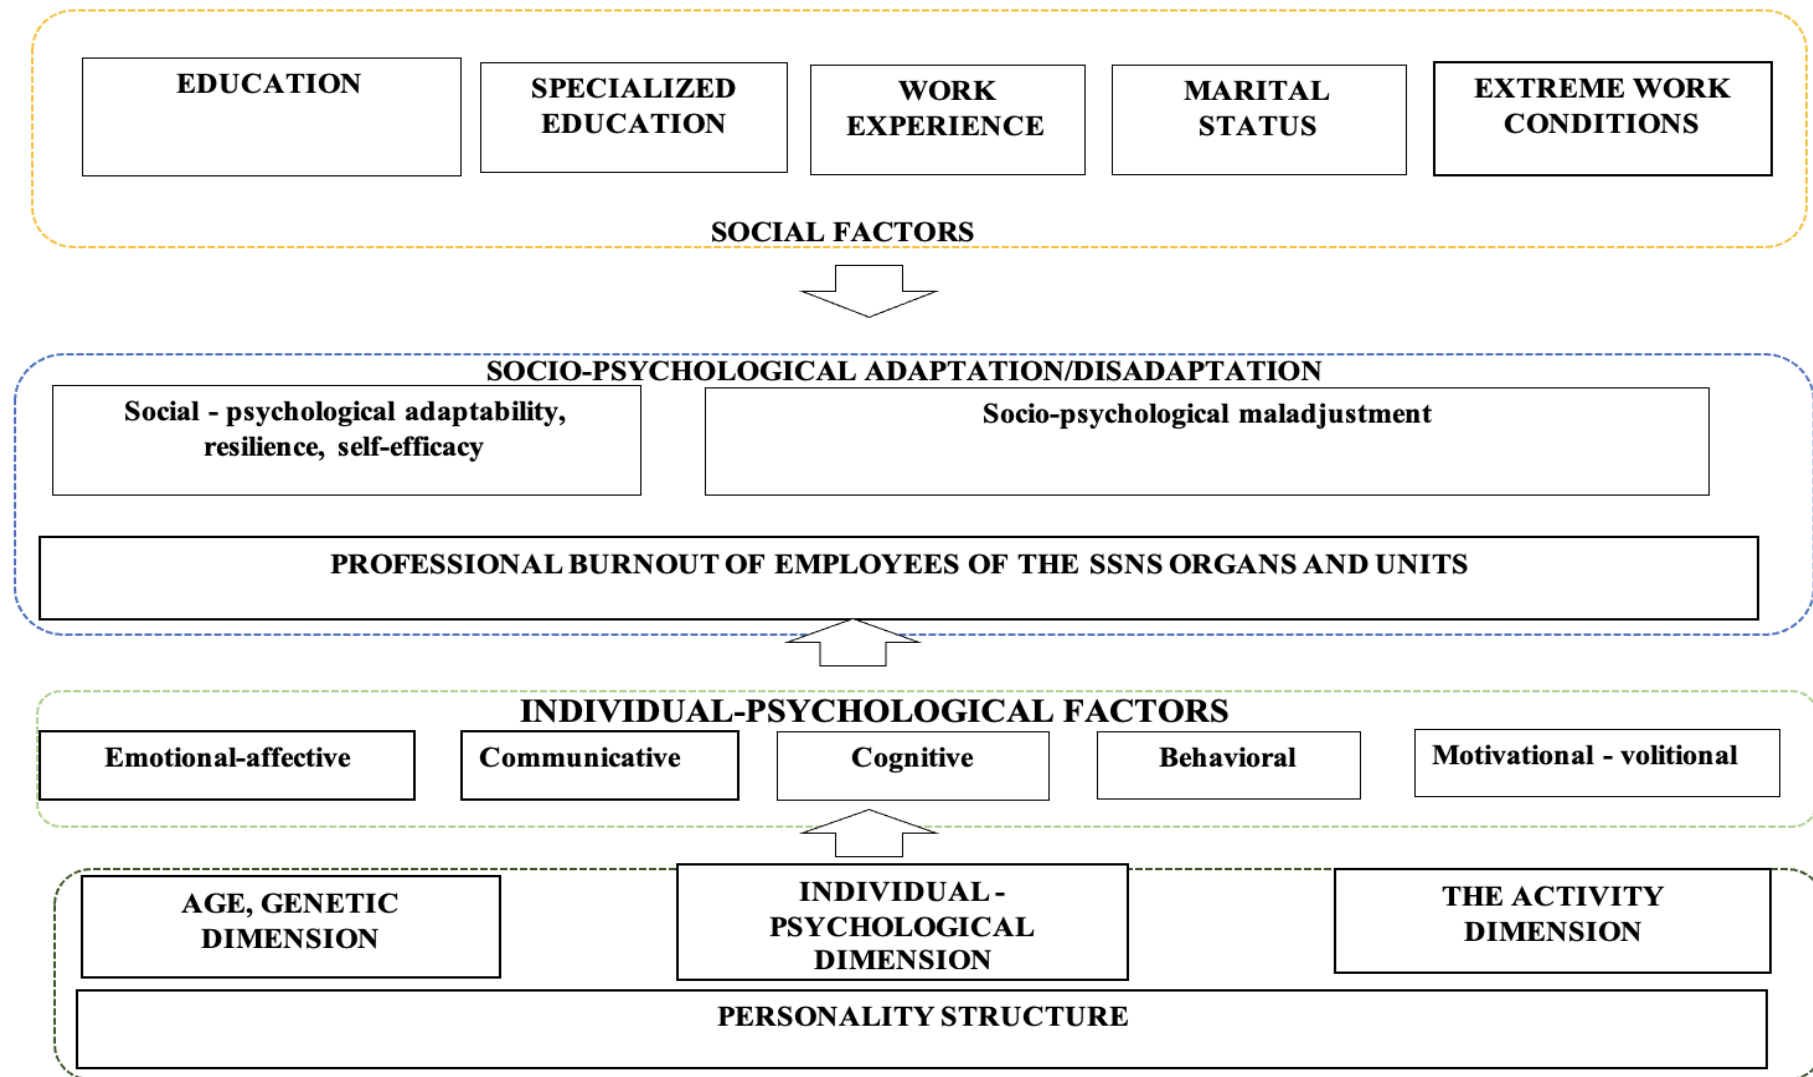 EDUCATION
SPECIALIZED
EDUCATION
WORK
EXPERIENCE
MARITAL
STATUS
EXTREME WORK
CONDITIONS
SOCIAL FACTORS
SOCIO-PSYCHOLOGICAL ADAPTATION/DISADAPTATION
Social - psychological adaptability,
resilience, self-efficacy
Socio-psychological maladjustment
PROFESSIONAL BURNOUT OF EMPLOYEES OF THE SSNS ORGANS AND UNITS
INDIVIDUAL-PSYCHOLOGICAL FACTORS
Emotional-affective
Communicative
Cognitive
Behavioral
Motivational - volitional
AGE, GENETIC
DIMENSION
INDIVIDUAL -
PSYCHOLOGICAL
DIMENSION
THE ACTIVITY
DIMENSION
PERSONALITY STRUCTURE